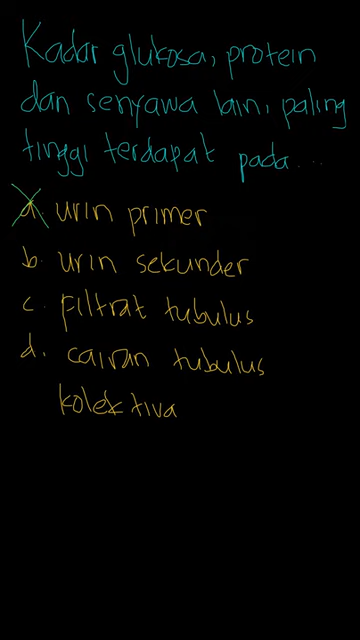 Kadar glukosa, protein
dan senyawa lain, paling
tinggi terdapat pada...
a. urin primer
b. urin sekunder
c. filtrat tubulus
d. cairan tubulus
kolektiva